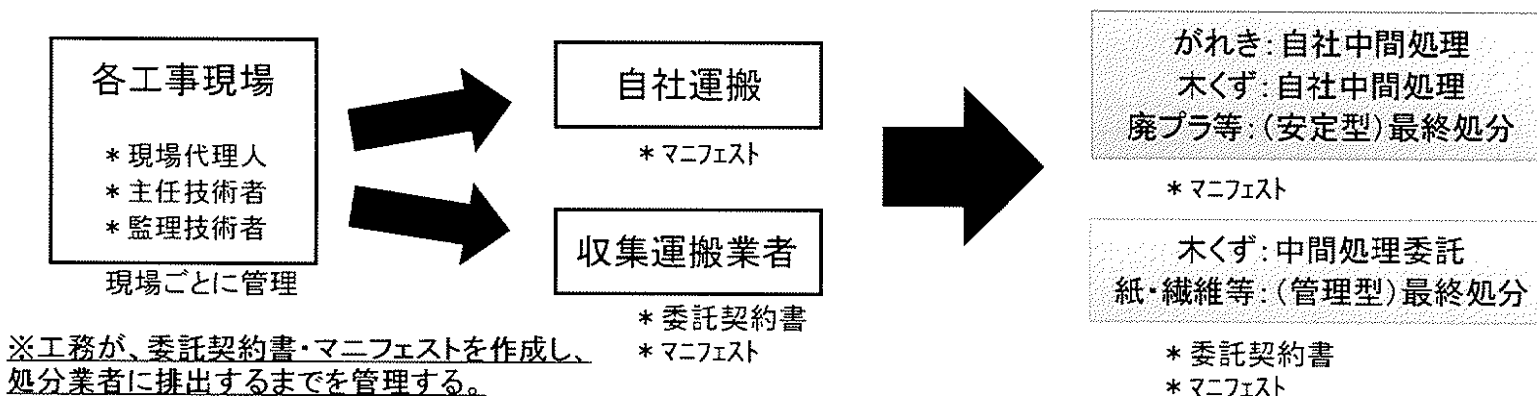 各工事現場
＊現場代理人
＊主任技術者
＊監理技術者
現場ごとに管理
※工務が、委託契約書・マニフェストを作成し、
処分業者に排出するまでを管理する。
自社運搬
＊マニフェスト
収集運搬業者
＊委託契約書
＊マニフェスト
がれき：自社中間処理
木くず：自社中間処理
廃プラ等：（安定型）最終処分
＊マニフェスト
木くず：中間処理委託
紙・繊維等：（管理型）最終処分
＊委託契約書
＊マニフェスト